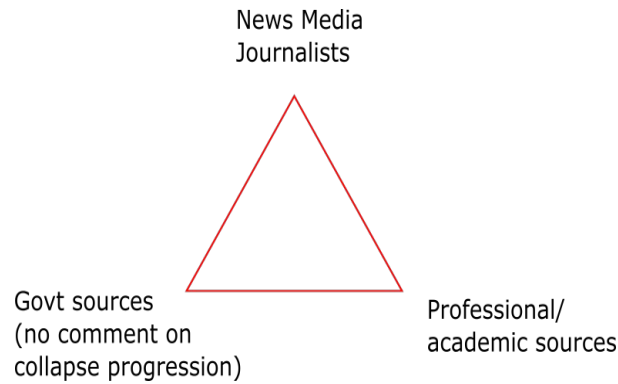 News Media
Journalists
Govt sources
(no comment on
collapse progression)
Professional/
academic sources